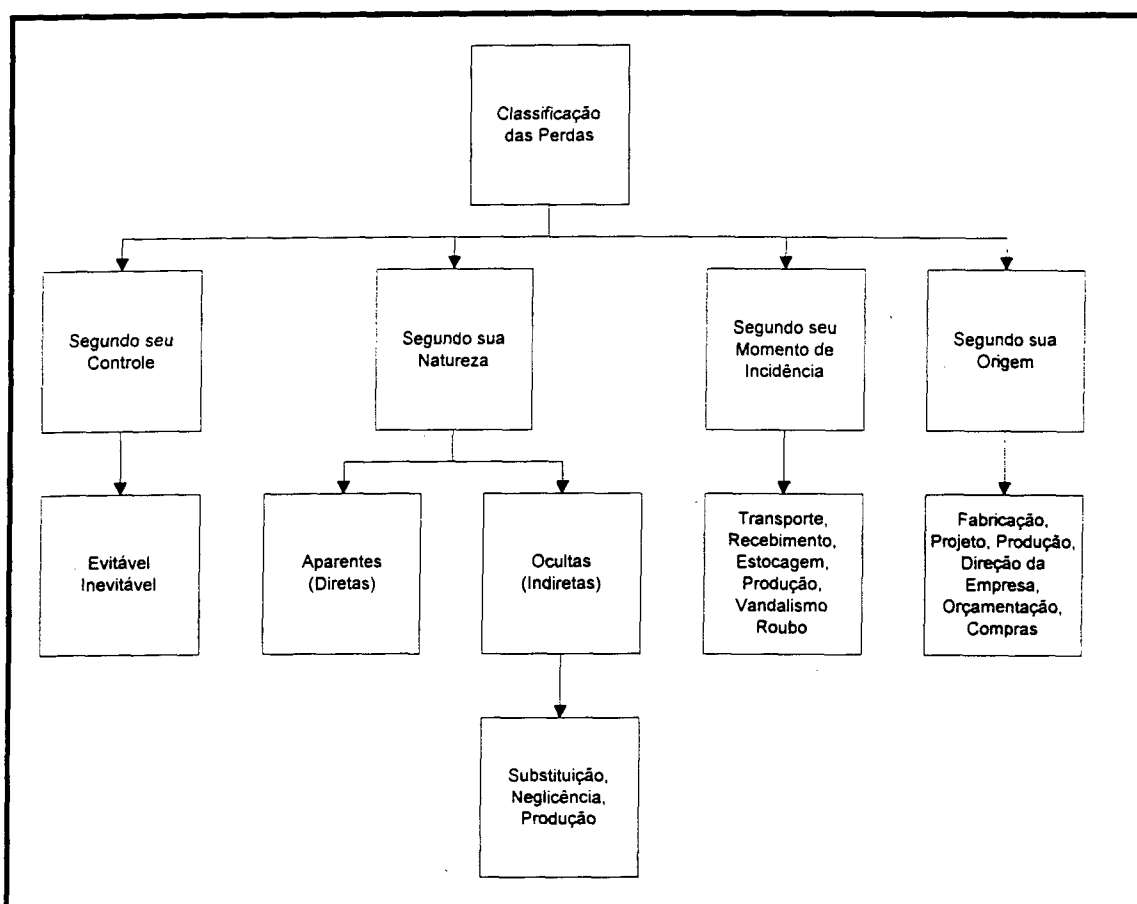 Classificação
das Perdas
Segundo seu
Controle
Segundo sua
Natureza
Segundo seu
Momento de
Incidência
Segundo sua
Origem
Evitável
Inevitável
Aparentes
(Diretas)
Ocultas
(Indiretas)
Transporte,
Recebimento,
Estocagem,
Produção,
Vandalismo
Roubo
Fabricação,
Projeto, Produção,
Direção da
Empresa,
Orçamentação,
Compras
Substituição,
Neglicência,
Produção